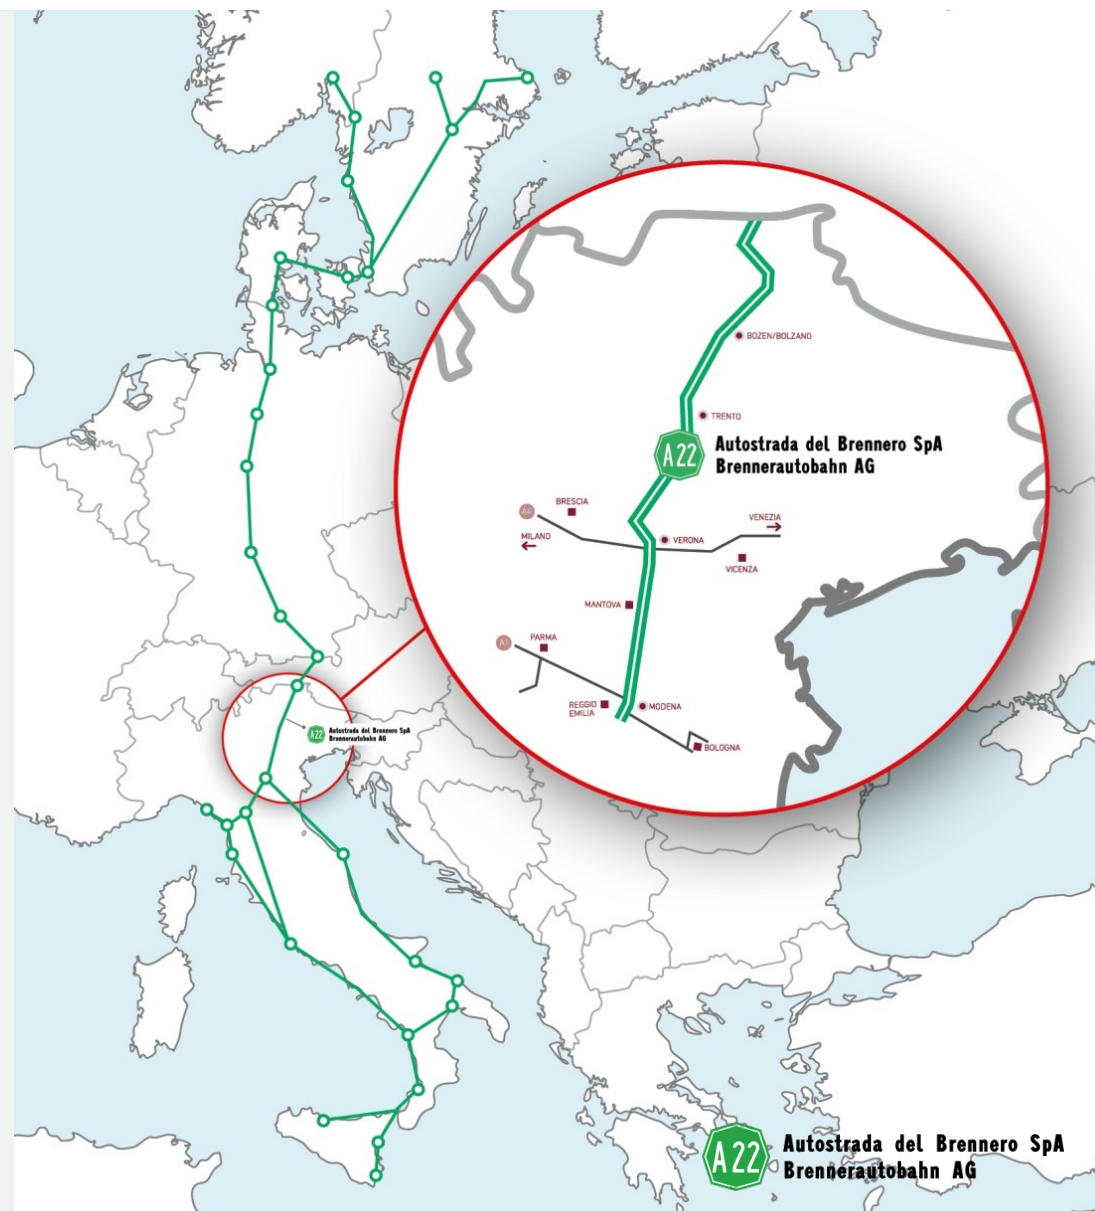 BOZEN/BOLZANO
TRENTO
A22
Autostrada del Brennero SpA
Brennerautobahn AG
BRESCIA
A4
VENEZIA
MILANO
VERONA
VICENZA
MANTOVA
A1
PARMA
REGGIO
EMILIA
MODENA
BOLOGNA
A22
Autostrada del Brennero SpA
Brennerautobahn AG
A22
Autostrada del Brennero SpA
Brennerautobahn AG